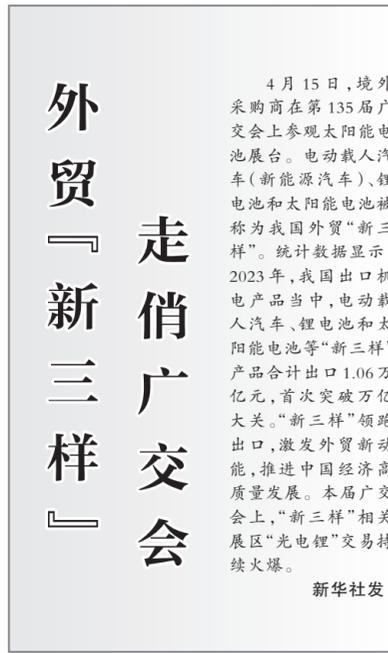 外贸『新三样』
走俏广交会
4月15日，境外
采购商在第135届广
交会上参观太阳能电
池展台。电动载人汽
车（新能源汽车）、锂
电池和太阳能电池被
称为我国外贸“新三
样”。统计数据显示
2023年，我国出口机
电产品当中，电动载
人汽车、锂电池和太
阳能电池等“新三样”
产品合计出口1.06万
亿元，首次突破万亿
大关。“新三样”领跑
出口，激发外贸新动
能，推进中国经济高
质量发展。本届广交
会上，“新三样”相关
展区“光电锂”交易持
续火爆。
新华社发